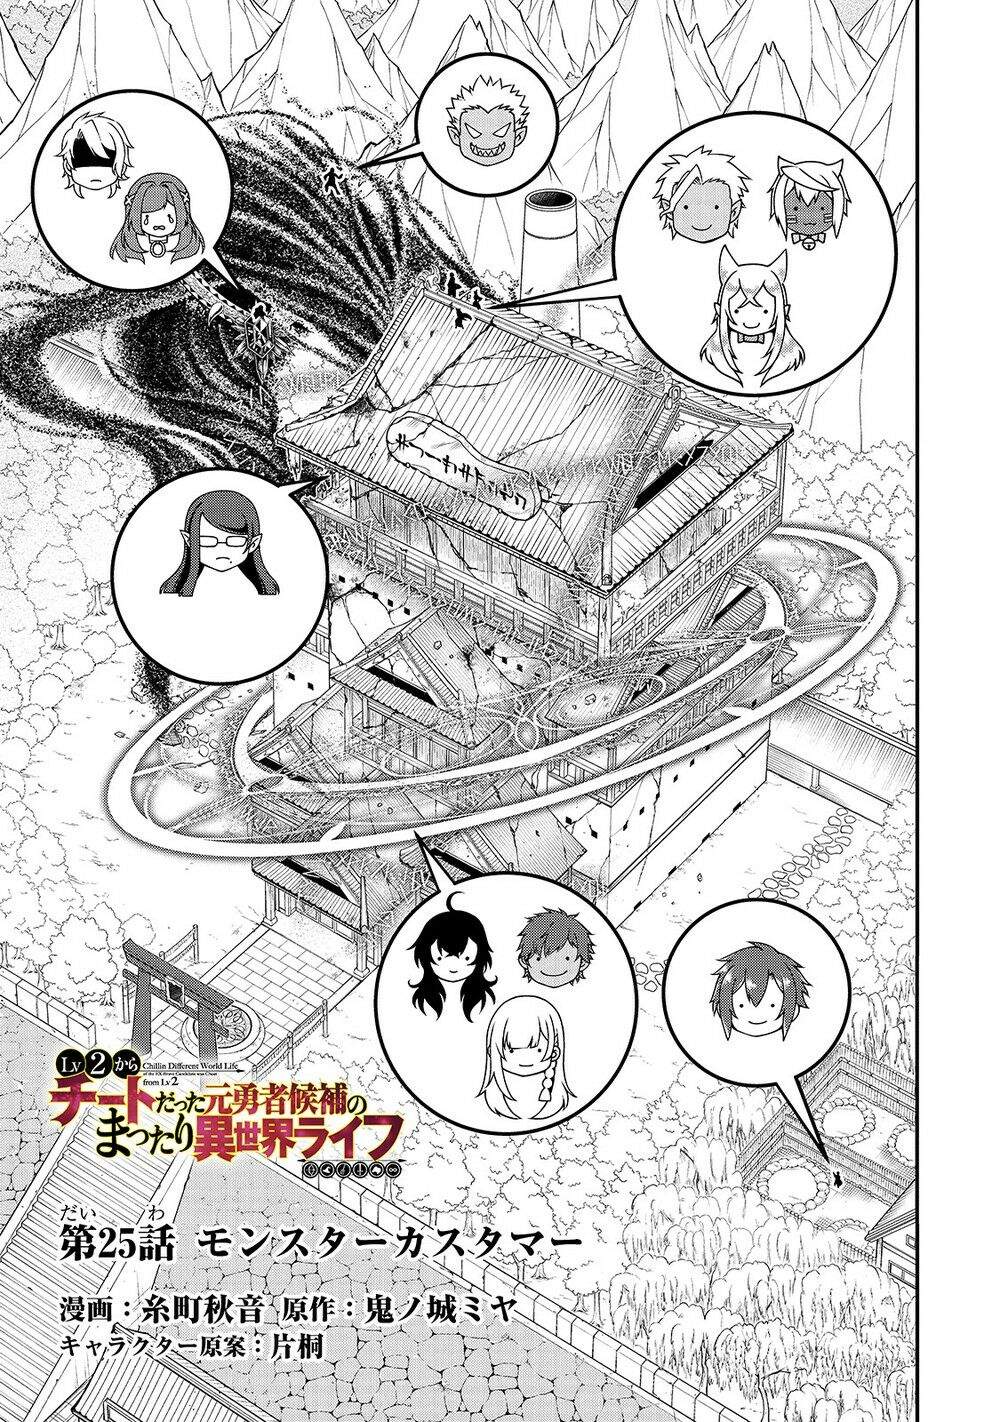 Lv2から
Chillin Different World Life
of the EX-Brave Candidate was Cheat
from Lv2
チートだった元勇者候補の
まったり異世界ライフ
だい わ
第25話 モンスターカスタマー
漫画：糸町秋音 原作：鬼ノ城ミヤ
キャラクター原案：片桐